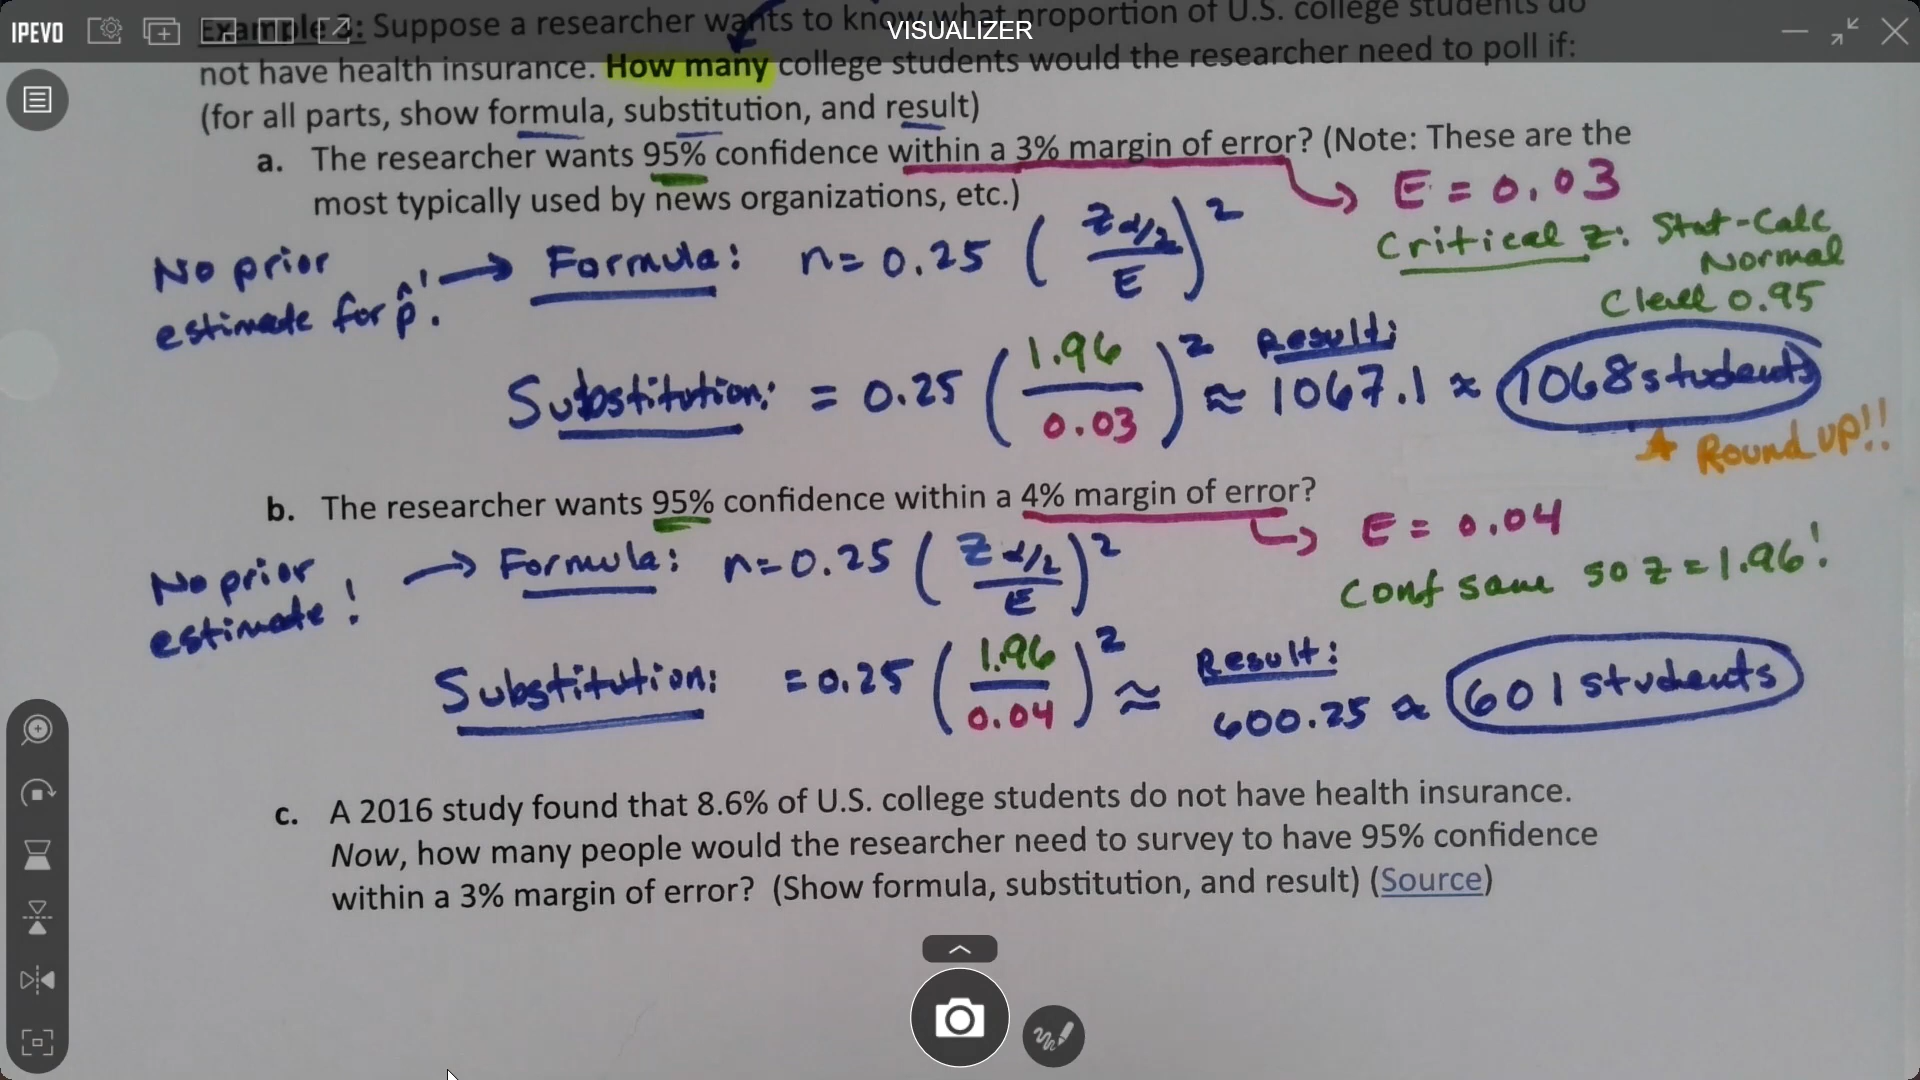 IPEVO
VISUALIZER
Example 3: Suppose a researcher wants to know what proportion of U.S. college students do
not have health insurance. How many college students would the researcher need to poll if:
(for all parts, show formula, substitution, and result)
a. The researcher wants 95% confidence within a 3% margin of error? (Note: These are the
most typically used by news organizations, etc.)
E = 0.03
No prior
estimate for p̂!
→ Formula: n = 0.25 (Zα/2 / E)²
Critical z: Stat-Calc
Normal
C level 0.95
Substitution: = 0.25 (1.96 / 0.03)² ≈
Result:
1067.1 ≈ 1068 students
★ Round up!!
b. The researcher wants 95% confidence within a 4% margin of error?
E = 0.04
No prior
estimate!
→ Formula: n = 0.25 (Zα/2 / E)²
Conf same so z = 1.96!
Substitution: = 0.25 (1.96 / 0.04)² ≈
Result:
600.25 ≈ 601 students
c. A 2016 study found that 8.6% of U.S. college students do not have health insurance.
Now, how many people would the researcher need to survey to have 95% confidence
within a 3% margin of error? (Show formula, substitution, and result) (Source)